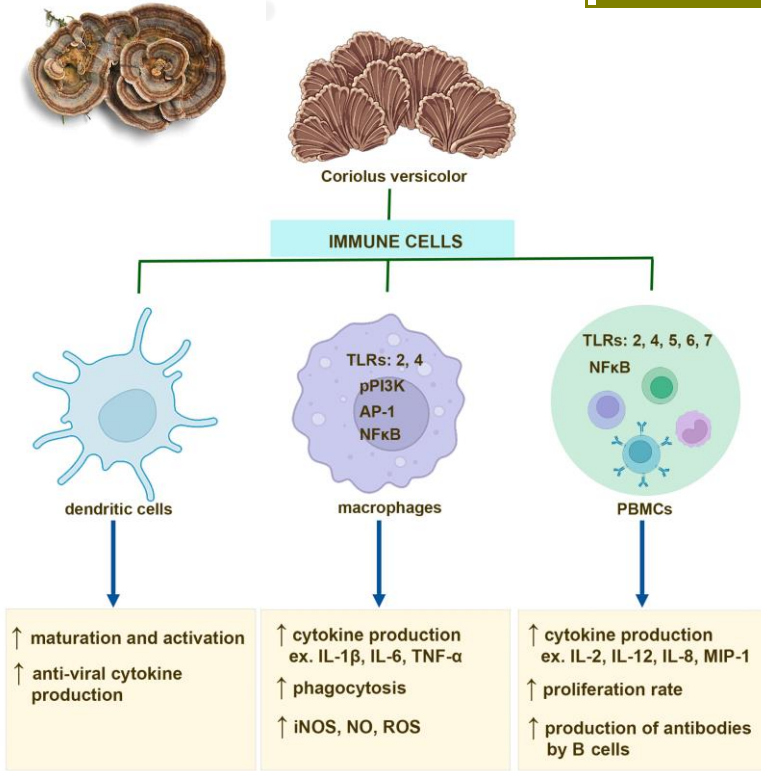 Coriolus versicolor
IMMUNE CELLS
TLRs: 2, 4
pPI3K
AP-1
NFκB
TLRs: 2, 4, 5, 6, 7
NFκB
dendritic cells
macrophages
PBMCs
↑ maturation and activation
↑ anti-viral cytokine
production
↑ cytokine production
ex. IL-1β, IL-6, TNF-α
↑ phagocytosis
↑ iNOS, NO, ROS
↑ cytokine production
ex. IL-2, IL-12, IL-8, MIP-1
↑ proliferation rate
↑ production of antibodies
by B cells